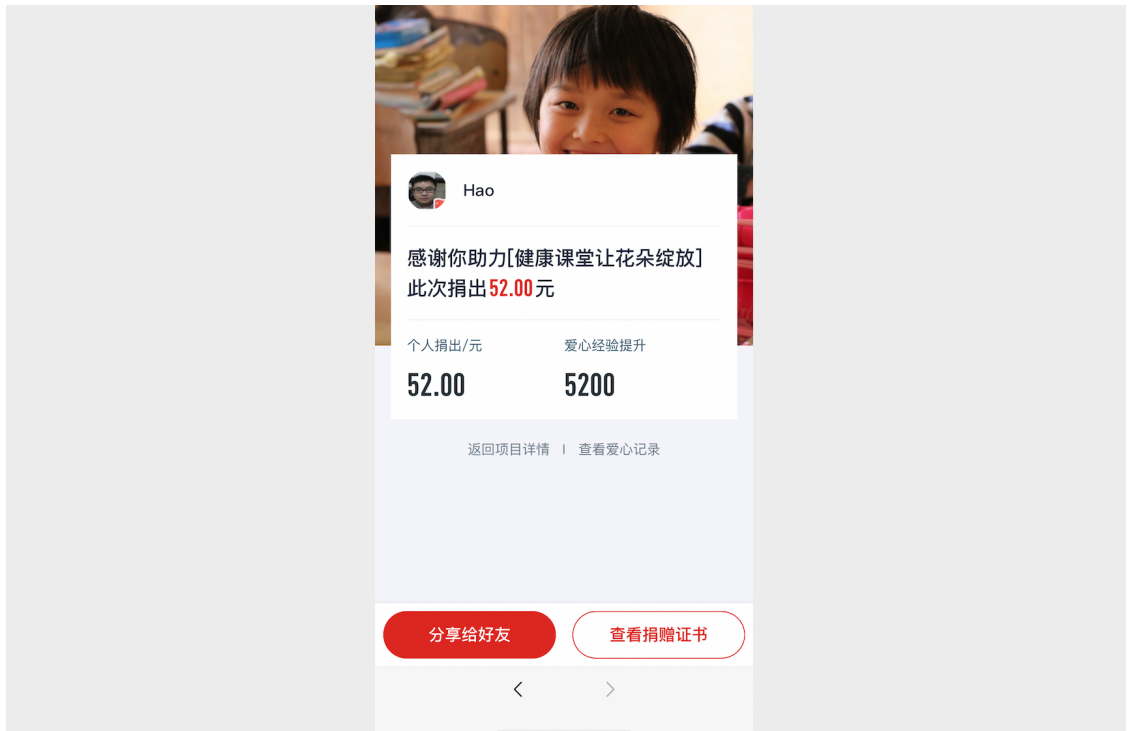 Hao
感谢你助力[健康课堂让花朵绽放]
此次捐出52.00元
个人捐出/元
爱心经验提升
52.00
5200
返回项目详情 | 查看爱心记录
分享给好友
查看捐赠证书